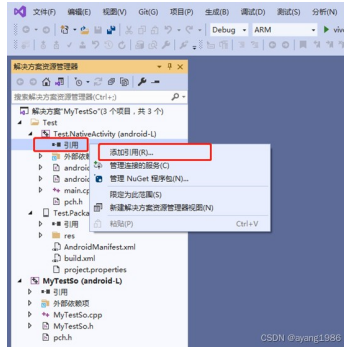 文件(F) 编辑(E) 视图(V) Git(G) 项目(P) 生成(B) 调试(D) 测试(S) 分析(N)
Debug ARM
解决方案资源管理器
搜索解决方案资源管理器(Ctrl+;)
解决方案"MyTestSo"(3 个项目，共 3 个)
Test
Test.NativeActivity (android-L)
引用
添加引用(R)...
外部依赖
管理连接的服务(C)
管理 NuGet 程序包(N)...
main.c
限定为此范围(S)
pch.h
新建解决方案资源管理器视图(N)
Test.Packa
引用
粘贴(P) Ctrl+V
res
AndroidManifest.xml
build.xml
project.properties
MyTestSo (android-L)
引用
外部依赖项
MyTestSo.cpp
MyTestSo.h
pch.h
CSDN @ayang1986